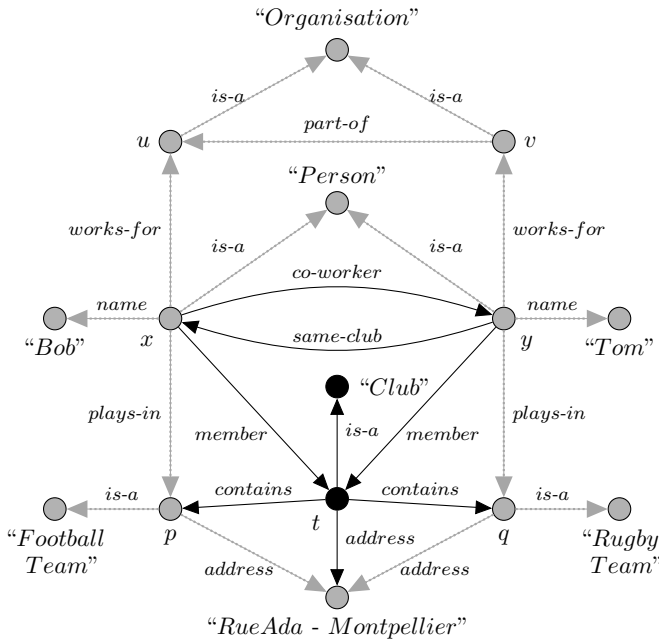 “Organisation”
is-a
is-a
part-of
u
v
“Person”
works-for
is-a
is-a
works-for
co-worker
name
name
“Bob”
x
same-club
y
“Tom”
“Club”
plays-in
plays-in
member
is-a
member
is-a
contains
contains
is-a
“Football
Team”
p
t
address
q
“Rugby
Team”
address
address
“RueAda - Montpellier”